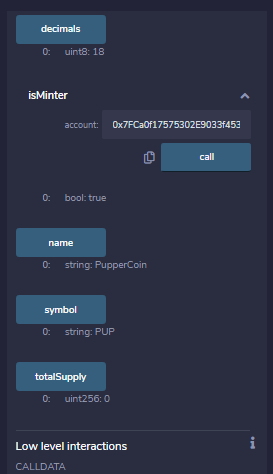 decimals
0: uint8: 18
isMinter
account: 0x7FCa0f17575302E9033f453
call
0: bool: true
name
0: string: PupperCoin
symbol
0: string: PUP
totalSupply
0: uint256: 0
Low level interactions
CALLDATA